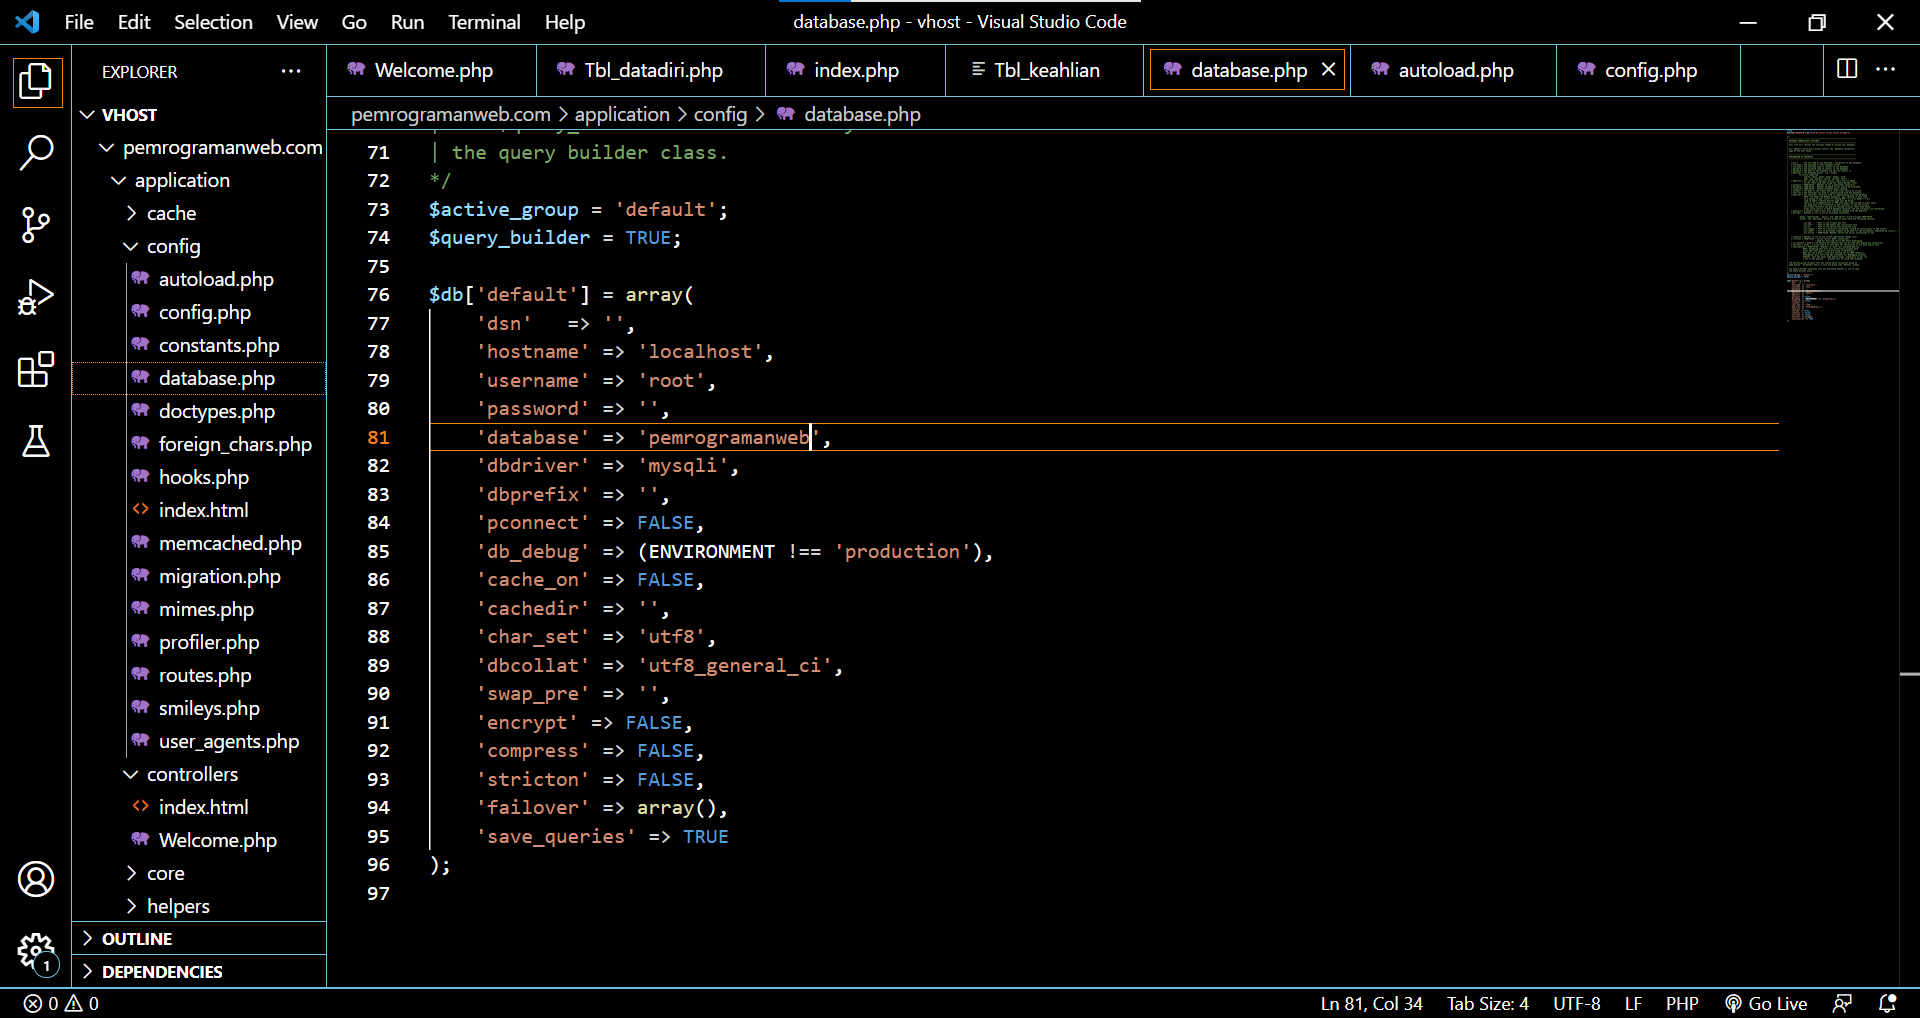 File Edit Selection View Go Run Terminal Help
database.php - vhost - Visual Studio Code
EXPLORER
VHOST
pemrogramanweb.com
application
cache
config
autoload.php
config.php
constants.php
database.php
doctypes.php
foreign_chars.php
hooks.php
index.html
memcached.php
migration.php
mimes.php
profiler.php
routes.php
smileys.php
user_agents.php
controllers
index.html
Welcome.php
core
helpers
OUTLINE
DEPENDENCIES
Welcome.php Tbl_datadiri.php index.php Tbl_keahlian database.php autoload.php config.php
pemrogramanweb.com > application > config > database.php
71 | the query builder class.
72 */
73 $active_group = 'default';
74 $query_builder = TRUE;
75
76 $db['default'] = array(
77 'dsn' => '',
78 'hostname' => 'localhost',
79 'username' => 'root',
80 'password' => '',
81 'database' => 'pemrogramanweb',
82 'dbdriver' => 'mysqli',
83 'dbprefix' => '',
84 'pconnect' => FALSE,
85 'db_debug' => (ENVIRONMENT !== 'production'),
86 'cache_on' => FALSE,
87 'cachedir' => '',
88 'char_set' => 'utf8',
89 'dbcollat' => 'utf8_general_ci',
90 'swap_pre' => '',
91 'encrypt' => FALSE,
92 'compress' => FALSE,
93 'stricton' => FALSE,
94 'failover' => array(),
95 'save_queries' => TRUE
96 );
97
1
0 0
Ln 81, Col 34 Tab Size: 4 UTF-8 LF PHP Go Live